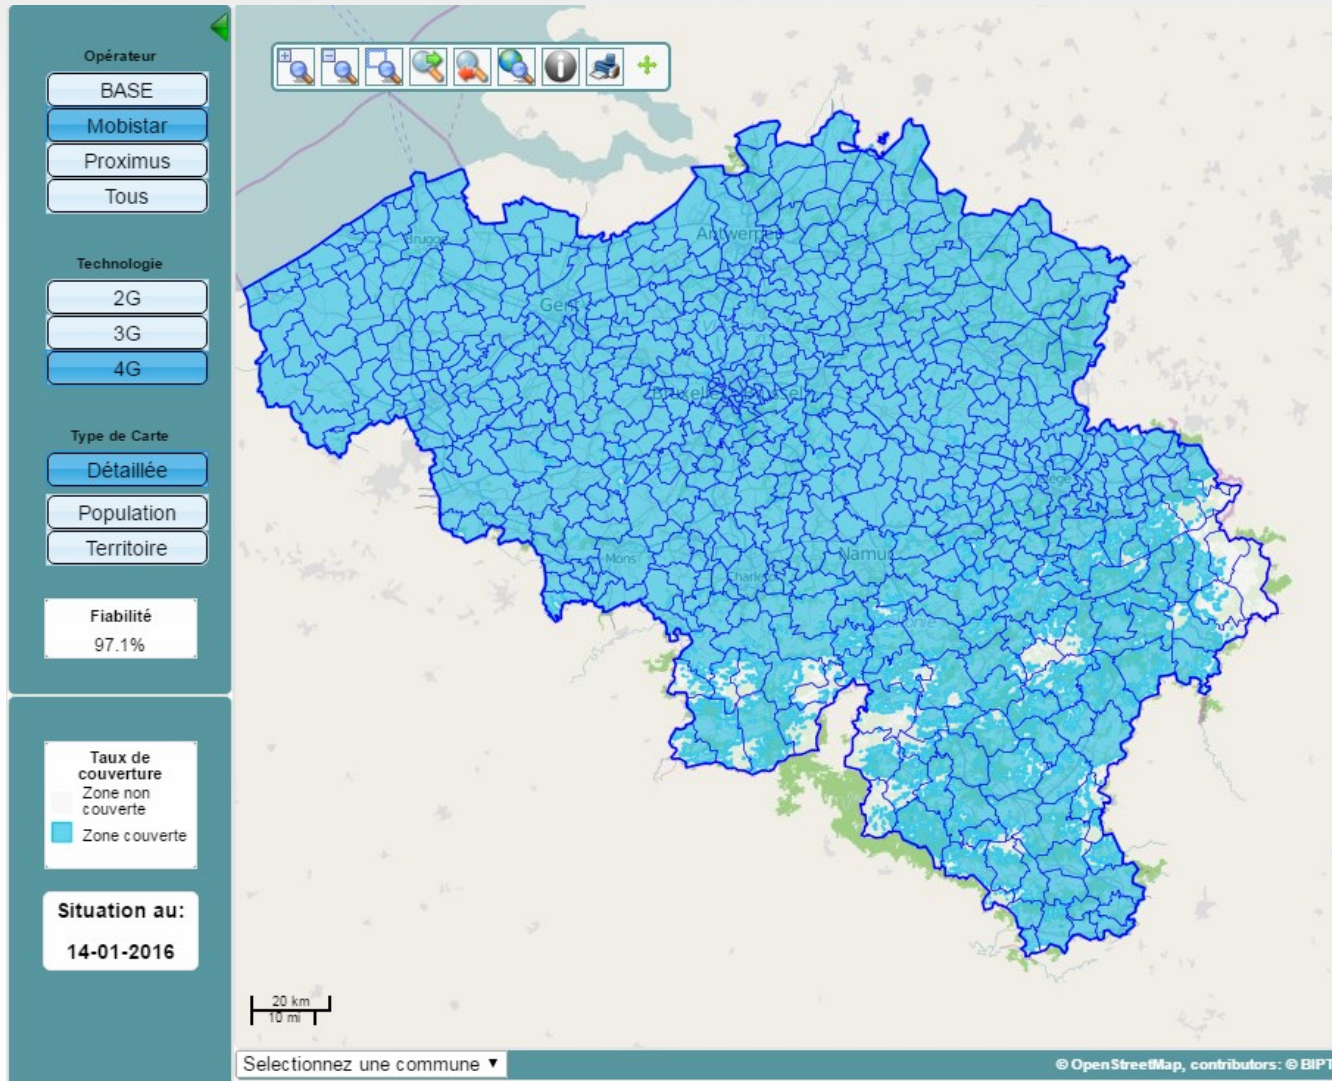 Opérateur
BASE
Mobistar
Proximus
Tous
Technologie
2G
3G
4G
Type de Carte
Détaillée
Population
Territoire
Fiabilité
97.1%
Taux de
couverture
Zone non
couverte
Zone couverte
Situation au:
14-01-2016
Antwerpen
Gent
Mons
Namur
20 km
10 mi
Selectionnez une commune
© OpenStreetMap, contributors: © BIPT